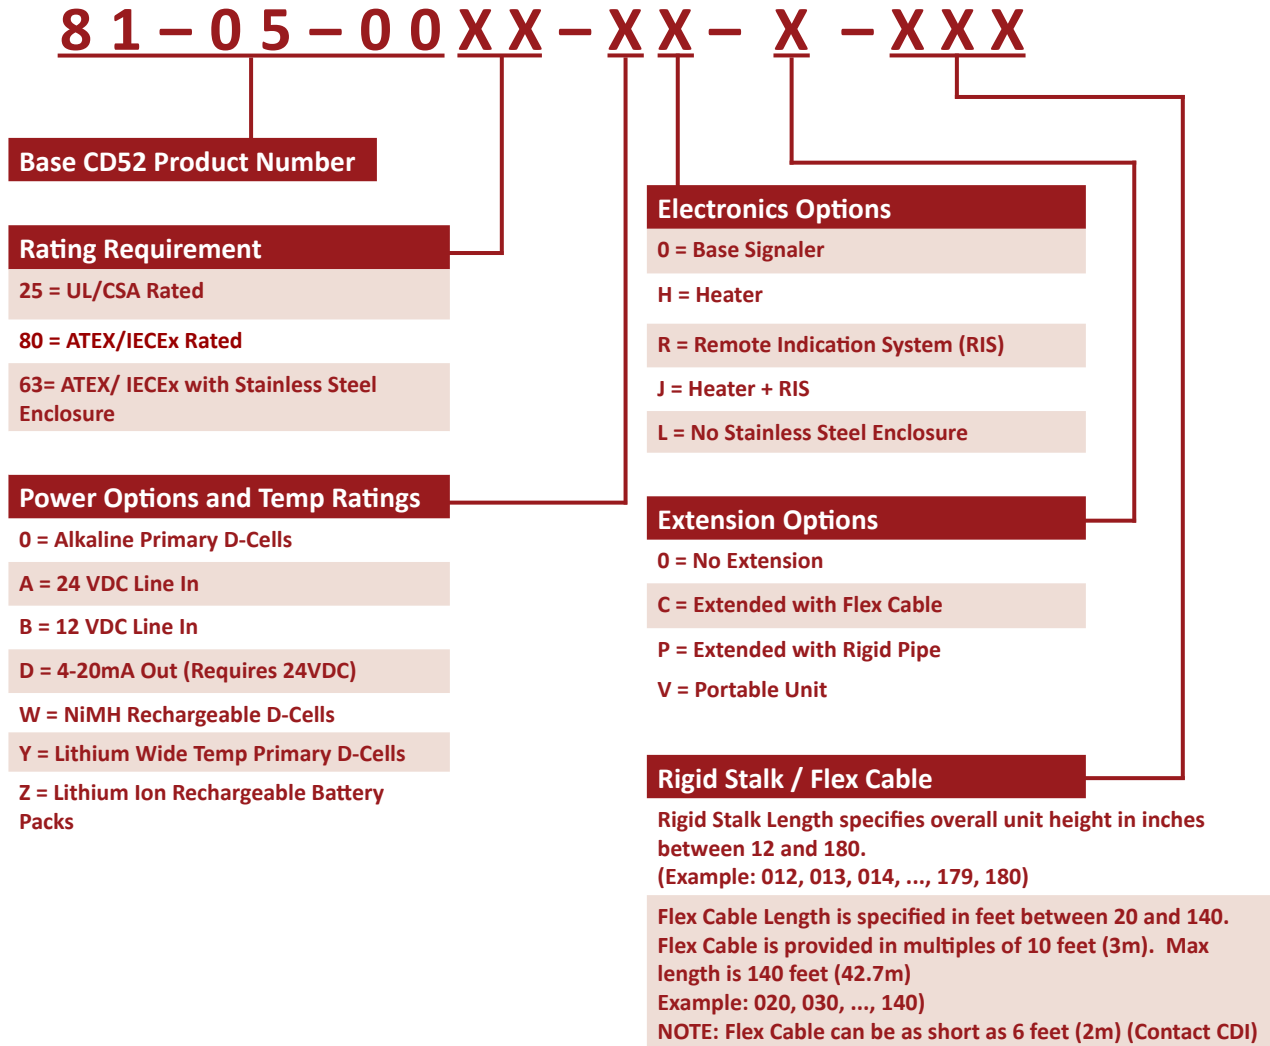 81-05-00XX-XX-X-XXX
Base CD52 Product Number
Rating Requirement
25 = UL/CSA Rated
80 = ATEX/IECEx Rated
63= ATEX/ IECEx with Stainless Steel
Enclosure
Power Options and Temp Ratings
0 = Alkaline Primary D-Cells
A = 24 VDC Line In
B = 12 VDC Line In
D = 4-20mA Out (Requires 24VDC)
W = NiMH Rechargeable D-Cells
Y = Lithium Wide Temp Primary D-Cells
Z = Lithium Ion Rechargeable Battery
Packs
Electronics Options
0 = Base Signaler
H = Heater
R = Remote Indication System (RIS)
J = Heater + RIS
L = No Stainless Steel Enclosure
Extension Options
0 = No Extension
C = Extended with Flex Cable
P = Extended with Rigid Pipe
V = Portable Unit
Rigid Stalk / Flex Cable
Rigid Stalk Length specifies overall unit height in inches
between 12 and 180.
(Example: 012, 013, 014, ..., 179, 180)
Flex Cable Length is specified in feet between 20 and 140.
Flex Cable is provided in multiples of 10 feet (3m).  Max
length is 140 feet (42.7m)
Example: 020, 030, ..., 140)
NOTE: Flex Cable can be as short as 6 feet (2m) (Contact CDI)